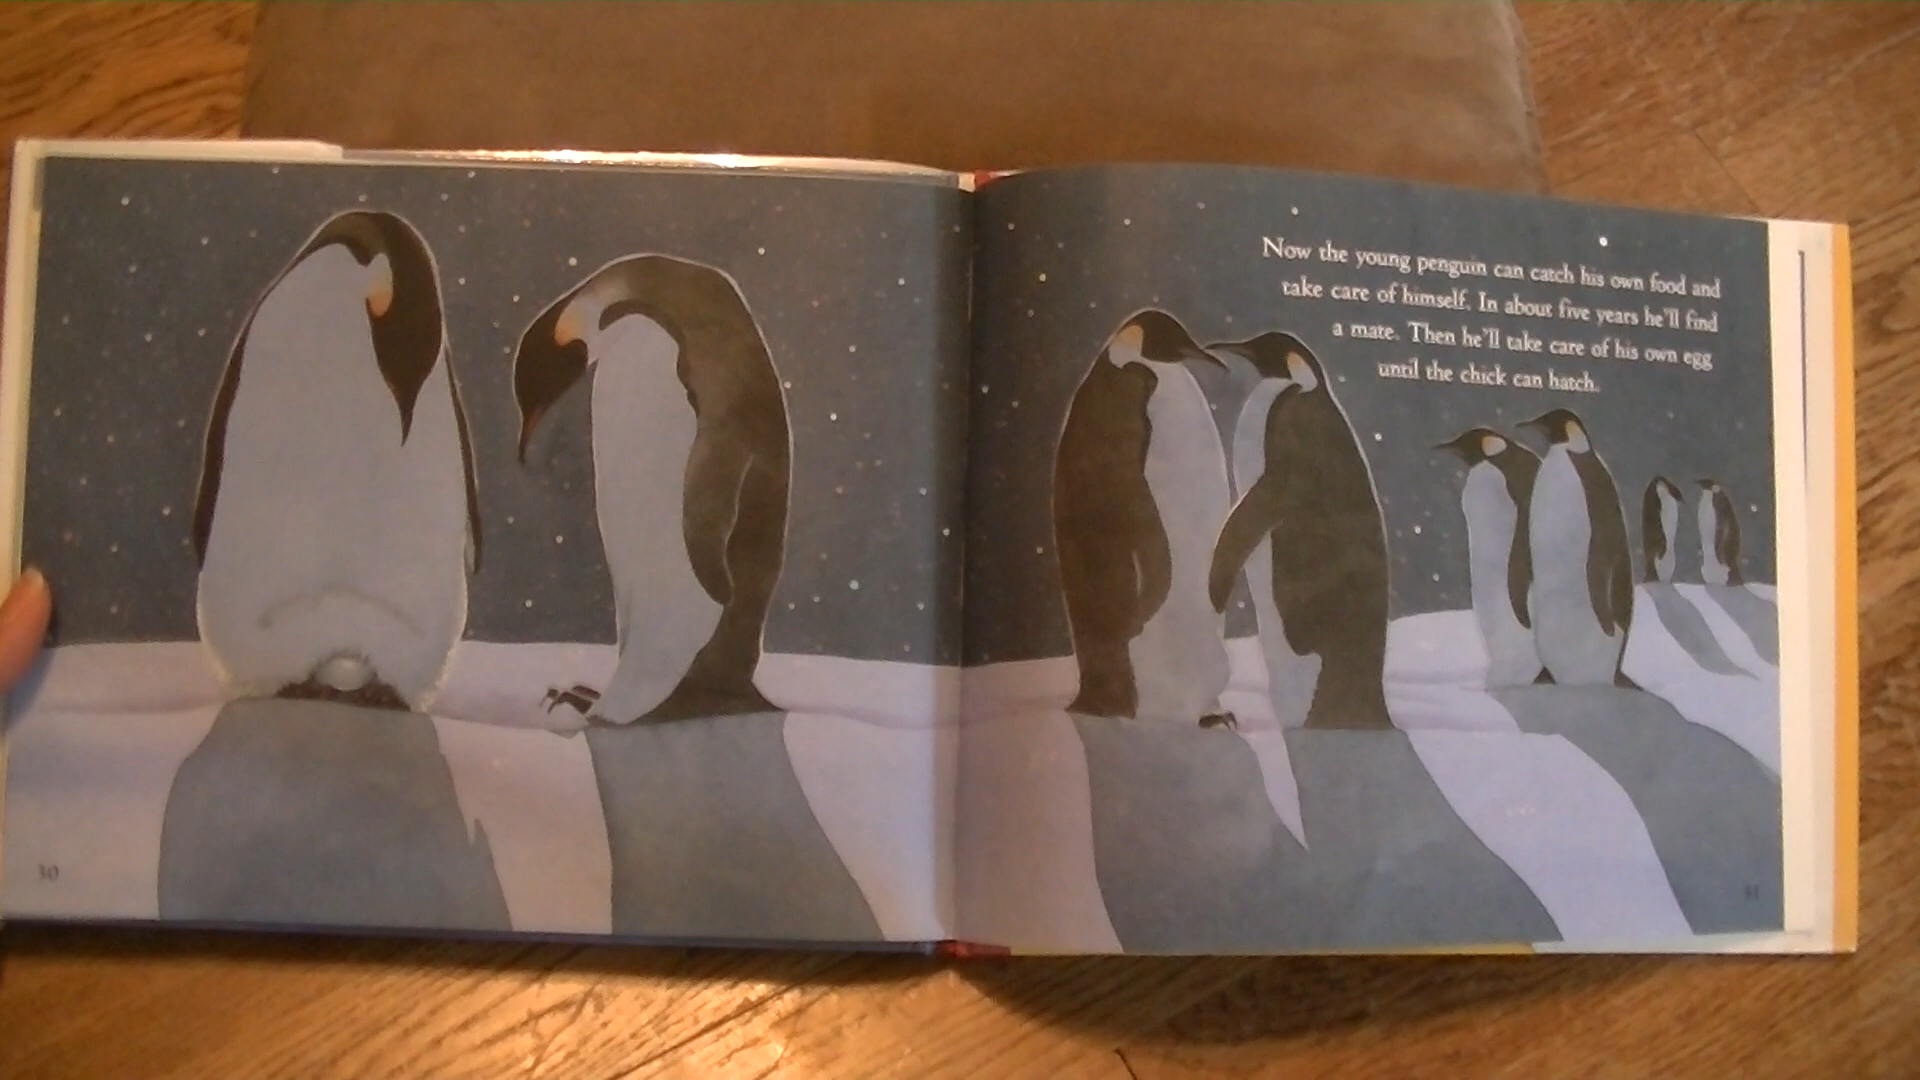 Now the young penguin can catch his own food and
take care of himself. In about five years he'll find
a mate. Then he'll take care of his own egg
until the chick can hatch.
30
31